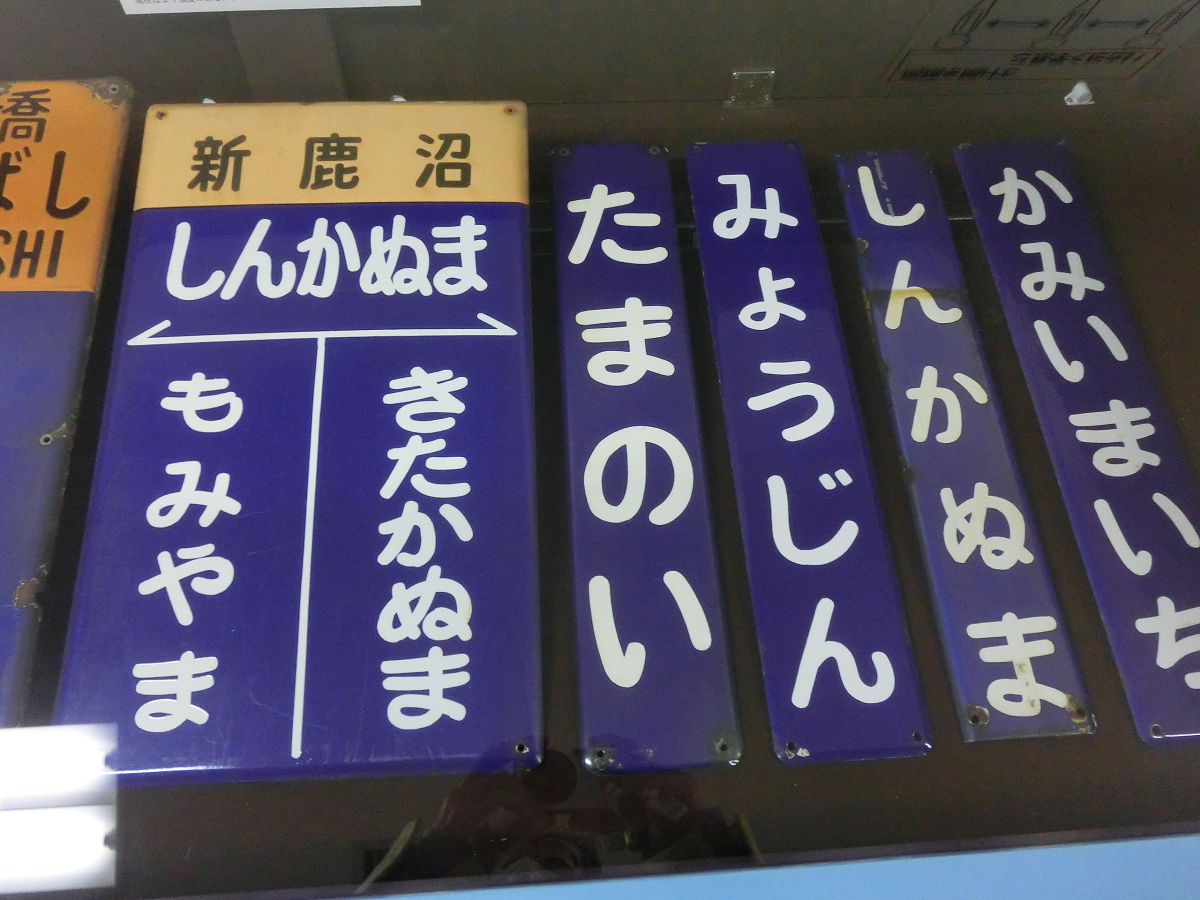 橋
ばし
SHI
新鹿沼
しんかぬま
もみやま
きたかぬま
たまのい
みょうじん
しんかぬま
かみいまいち